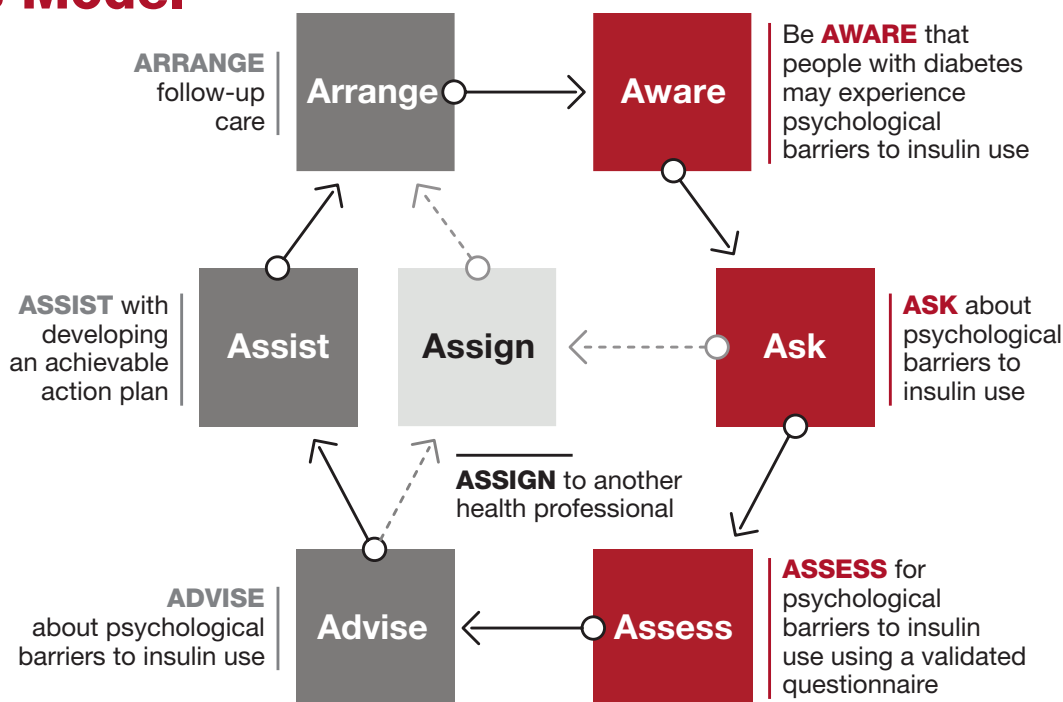 Model
ARRANGE
follow-up
care
Arrange
Aware
Be AWARE that
people with diabetes
may experience
psychological
barriers to insulin use
ASSIST with
developing
an achievable
action plan
Assist
Assign
Ask
ASK about
psychological
barriers to
insulin use
ASSIGN to another
health professional
ADVISE
about psychological
barriers to insulin use
Advise
Assess
ASSESS for
psychological
barriers to insulin
use using a validated
questionnaire